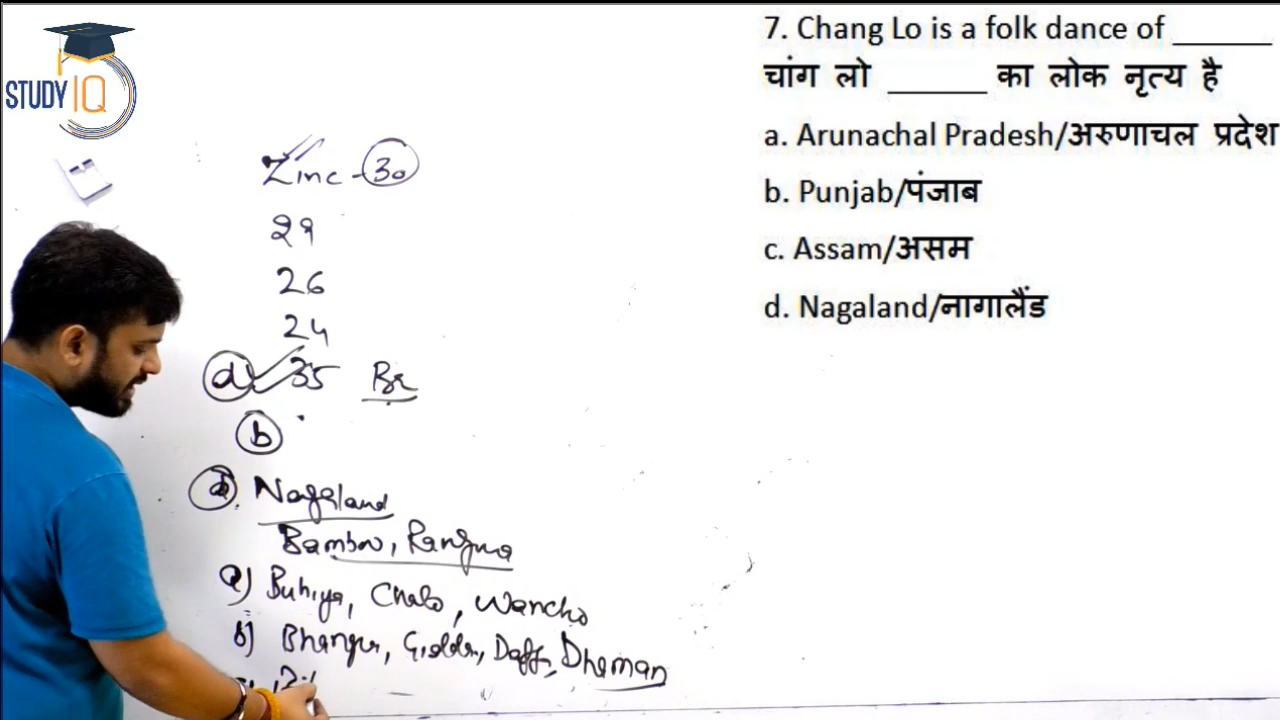 STUDY IQ
Zinc - 30
29
26
24
d 35 Br
b
d Nagaland
Bamboo, Rangma
a) Buhiya, Chalo, Wancho
b) Bhangra, Giddha, Daff, Dhaman
7. Chang Lo is a folk dance of ______
चांग लो ______ का लोक नृत्य है
a. Arunachal Pradesh/अरुणाचल प्रदेश
b. Punjab/पंजाब
c. Assam/असम
d. Nagaland/नागालैंड